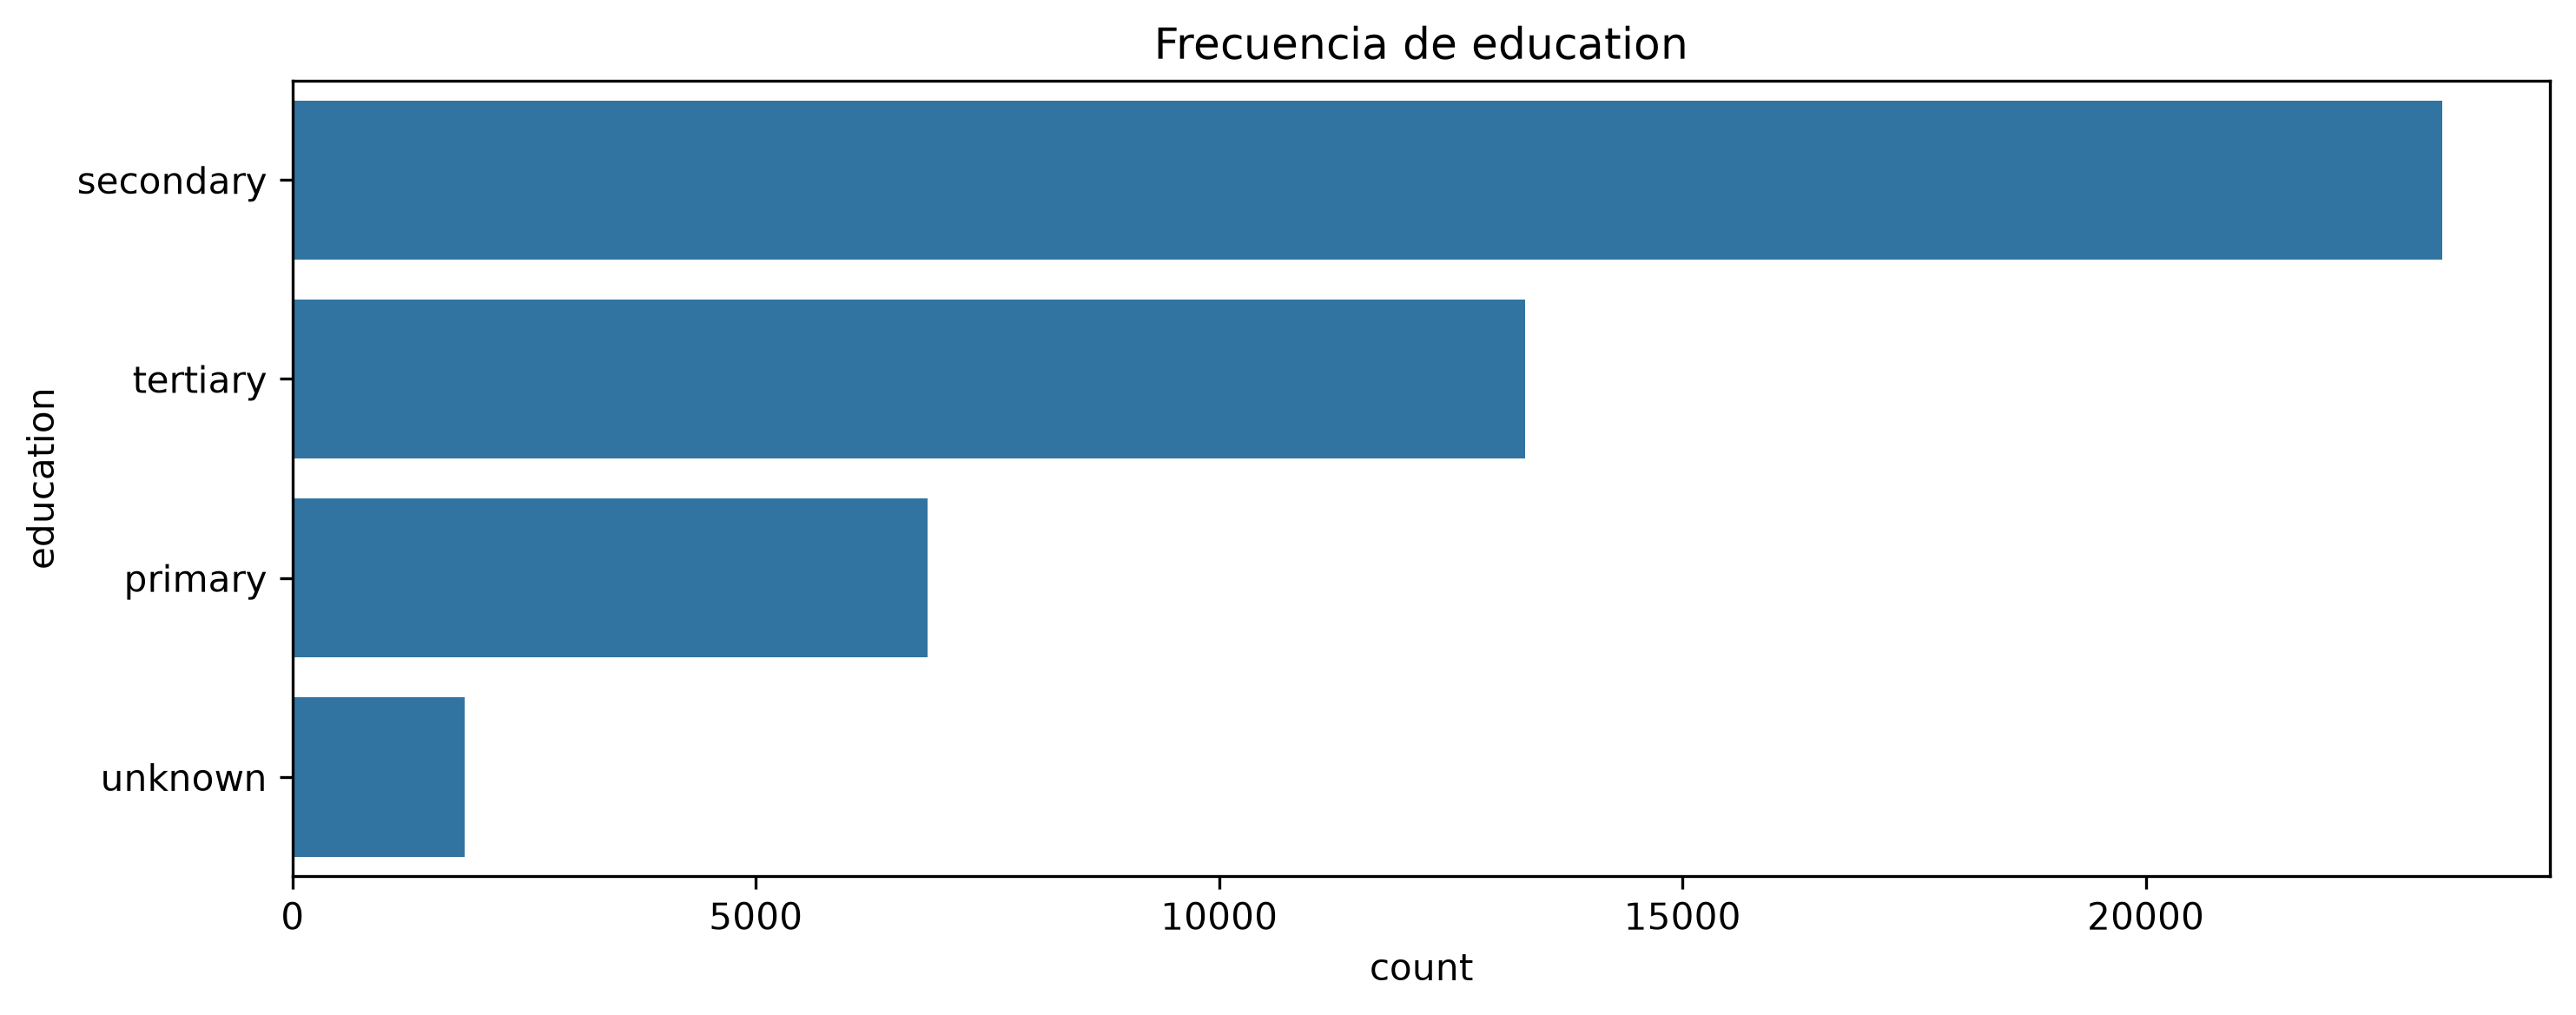 Frecuencia de education
secondary
tertiary
primary
unknown
education
0
5000
10000
15000
20000
count